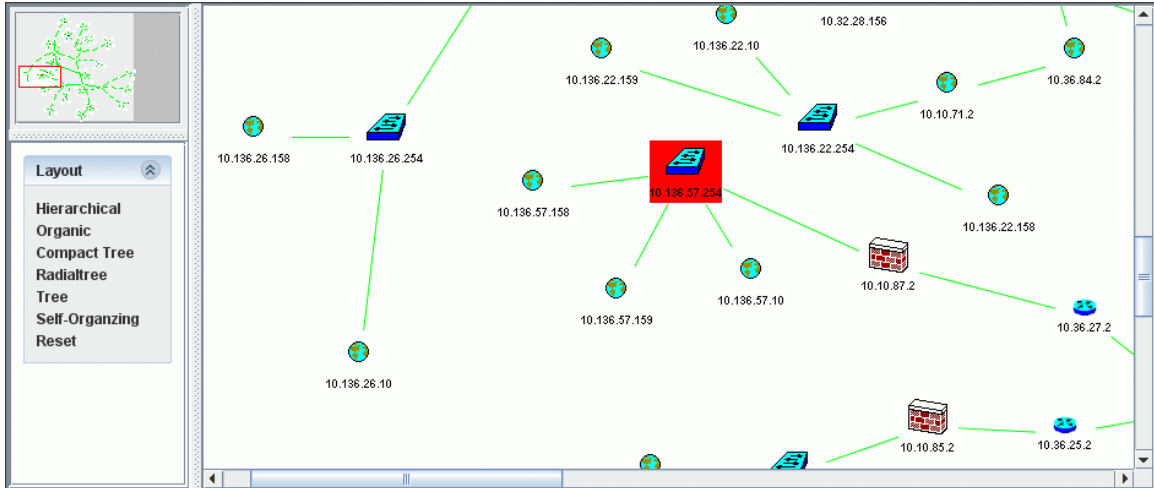 Layout
Hierarchical
Organic
Compact Tree
Radialtree
Tree
Self-Organzing
Reset
10.32.28.156
10.136.22.10
10.136.22.159
10.36.84.2
10.10.71.2
10.136.22.254
10.136.26.158
10.136.26.254
10.136.57.254
10.136.57.158
10.136.22.158
10.10.87.2
10.136.57.10
10.136.57.159
10.36.27.2
10.136.26.10
10.10.85.2
10.36.25.2